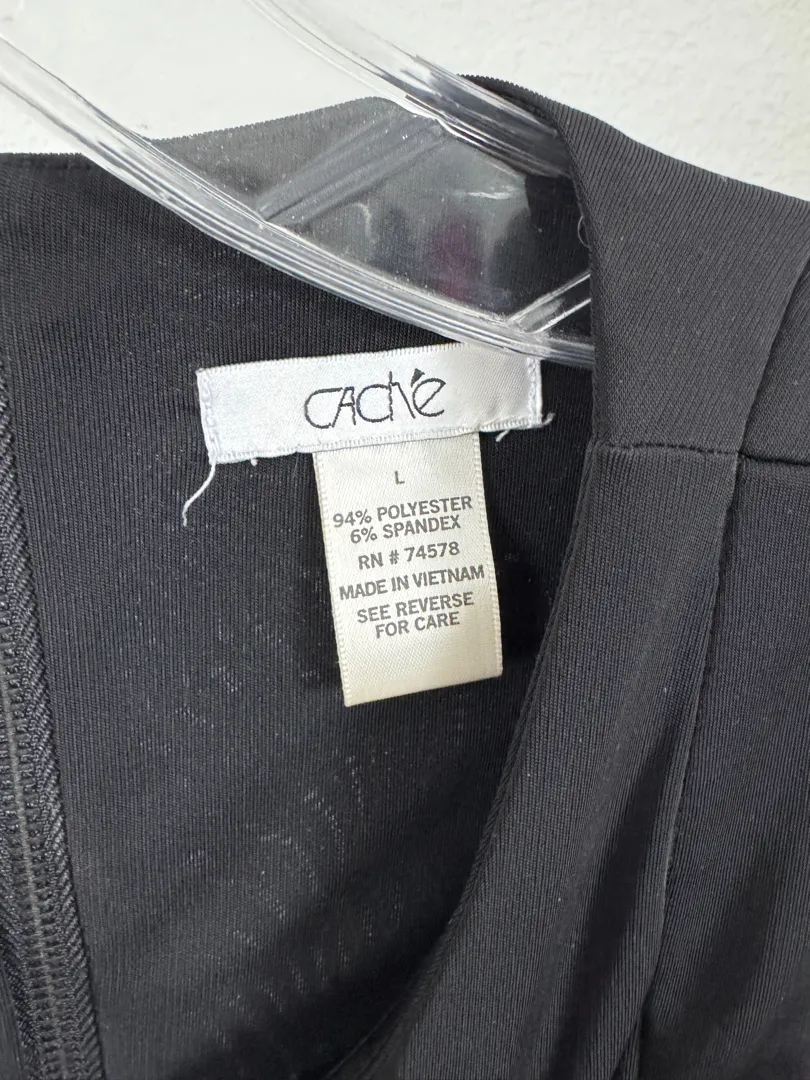 CAché
L
94% POLYESTER
6% SPANDEX
RN # 74578
MADE IN VIETNAM
SEE REVERSE
FOR CARE